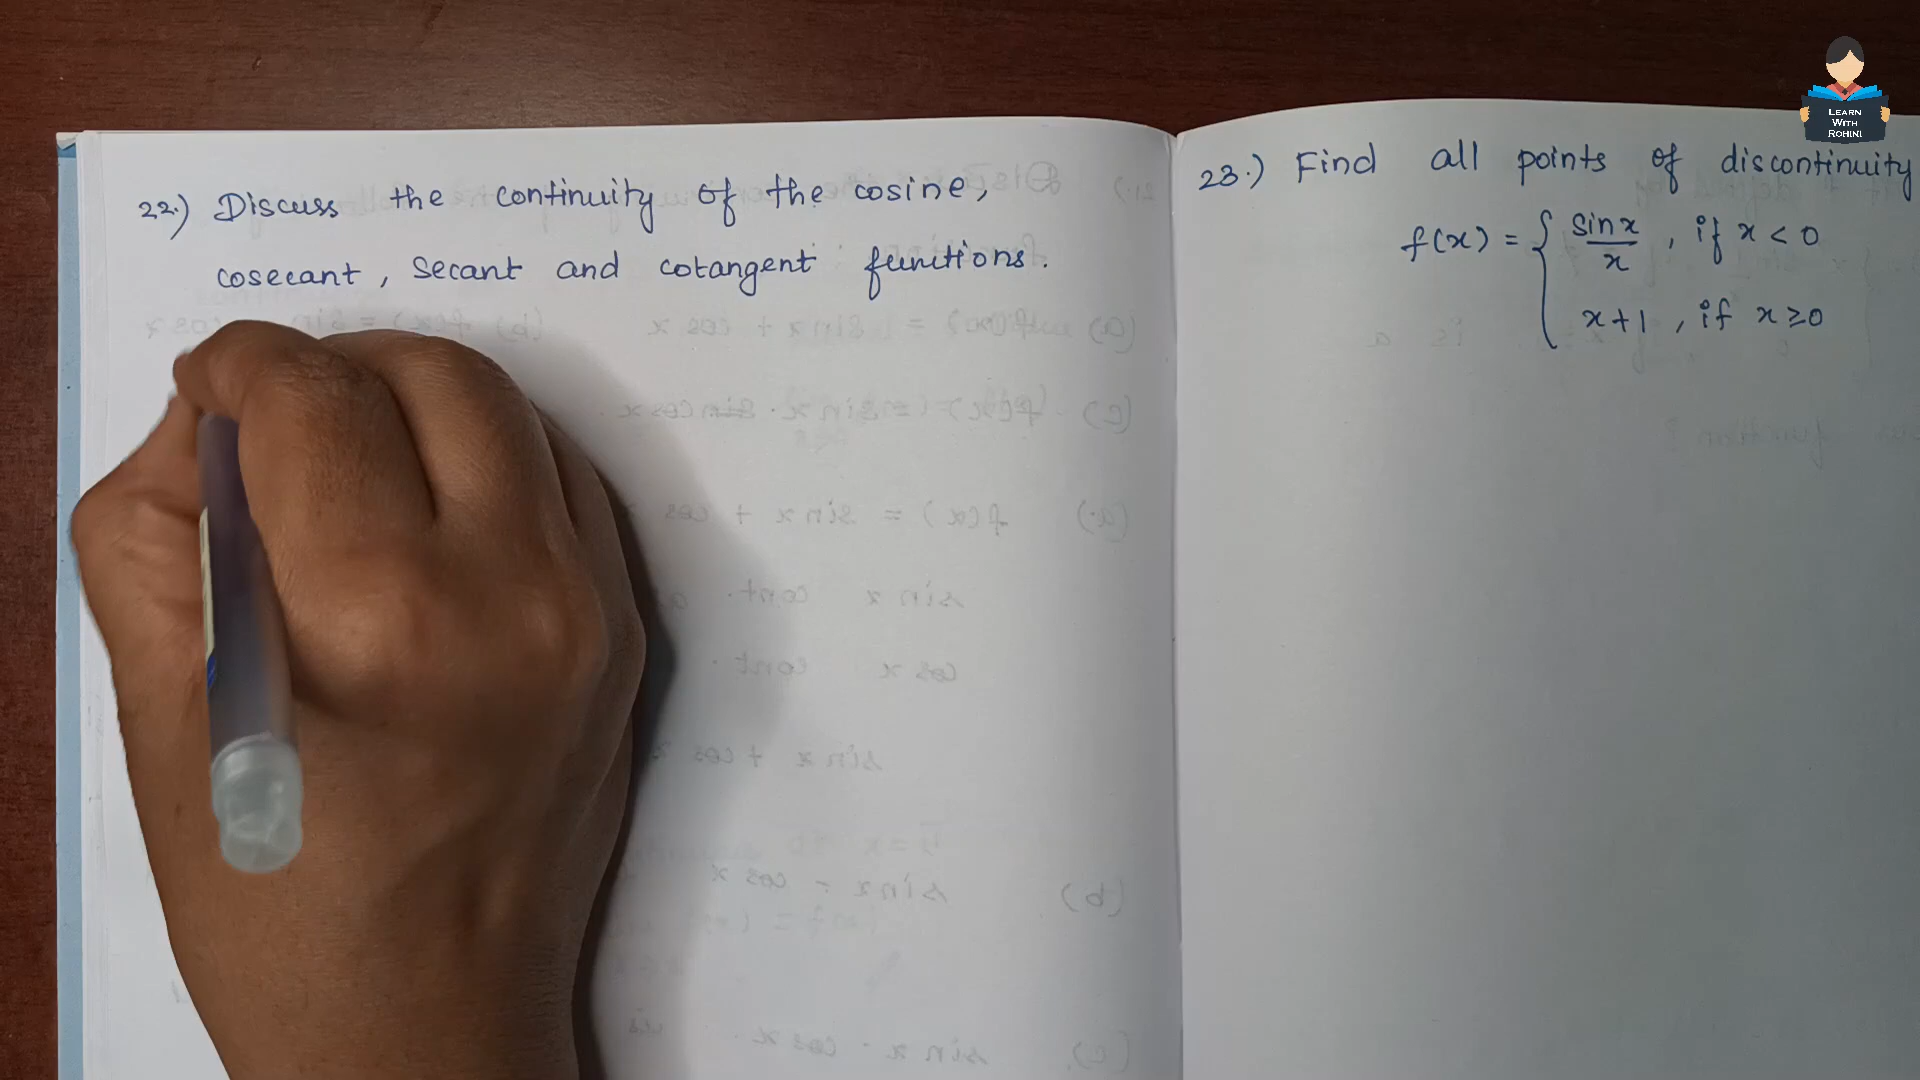 22.) Discuss the continuity of the cosine,
cosecant, secant and cotangent functions.
23.) Find all points of discontinuity
f(x) = { sin x / x , if x < 0
x + 1 , if x ≥ 0
LEARN
WITH
ROHINI